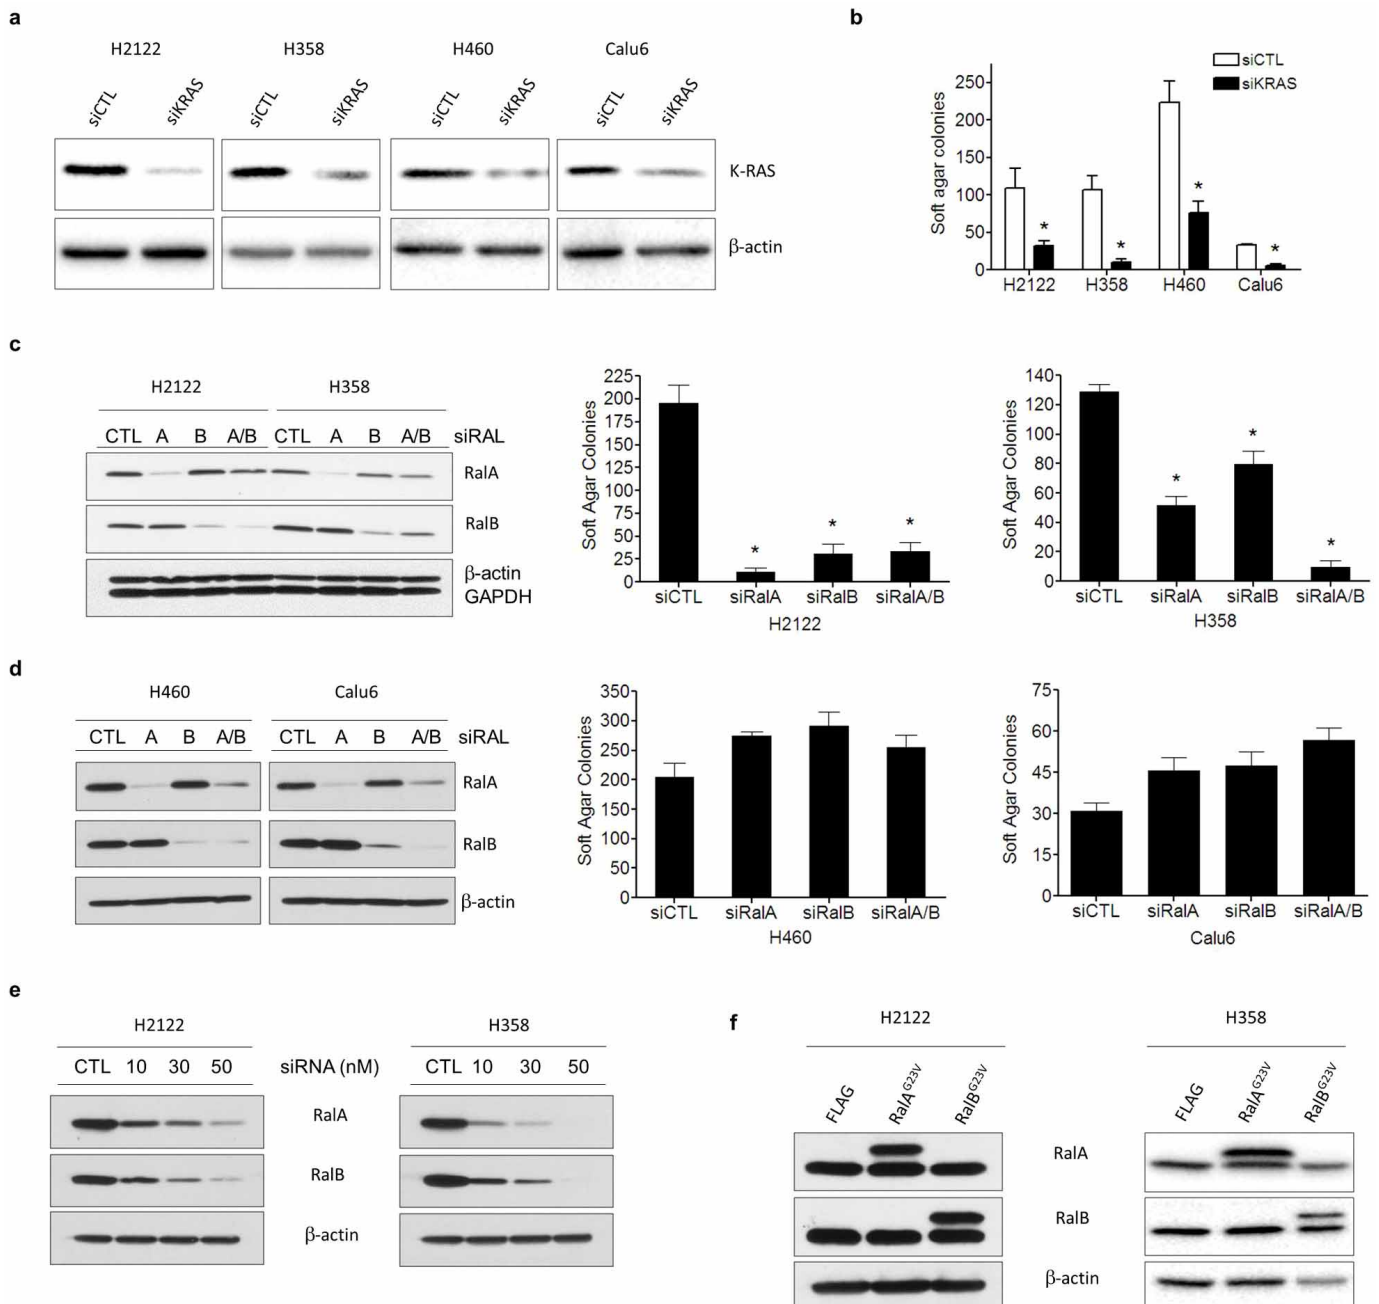 a
H2122 H358 H460 Calu6
siCTL siKRAS siCTL siKRAS siCTL siKRAS siCTL siKRAS
K-RAS
β-actin
b
siCTL
siKRAS
Soft agar colonies
250
200
150
100
50
0
H2122 H358 H460 Calu6
* * * *
c
H2122 H358
CTL A B A/B CTL A B A/B siRAL
RalA
RalB
β-actin
GAPDH
Soft Agar Colonies
225
200
175
150
125
100
75
50
25
0
* * *
siCTL siRalA siRalB siRalA/B
H2122
Soft Agar Colonies
140
120
100
80
60
40
20
0
* * *
siCTL siRalA siRalB siRalA/B
H358
d
H460 Calu6
CTL A B A/B CTL A B A/B siRAL
RalA
RalB
β-actin
Soft Agar Colonies
350
300
250
200
150
100
50
0
siCTL siRalA siRalB siRalA/B
H460
Soft Agar Colonies
75
60
45
30
15
0
siCTL siRalA siRalB siRalA/B
Calu6
e
H2122 H358
CTL 10 30 50 siRNA (nM) CTL 10 30 50
RalA
RalB
β-actin
f
H2122 H358
FLAG RalA^G23V RalB^G23V FLAG RalA^G23V RalB^G23V
RalA
RalB
β-actin